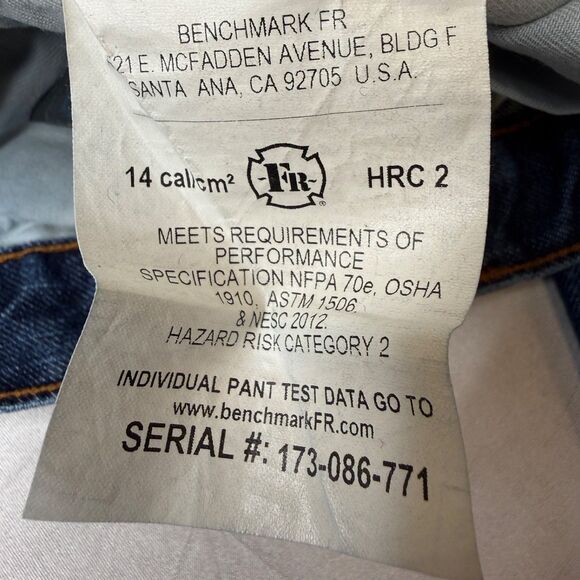 BENCHMARK FR
21 E. MCFADDEN AVENUE, BLDG F
SANTA ANA, CA 92705 U.S.A.
14 cal/cm² -FR- ® HRC 2
MEETS REQUIREMENTS OF
PERFORMANCE
SPECIFICATION NFPA 70e, OSHA
1910, ASTM 1506
& NESC 2012.
HAZARD RISK CATEGORY 2
INDIVIDUAL PANT TEST DATA GO TO
www.benchmarkFR.com
SERIAL #: 173-086-771